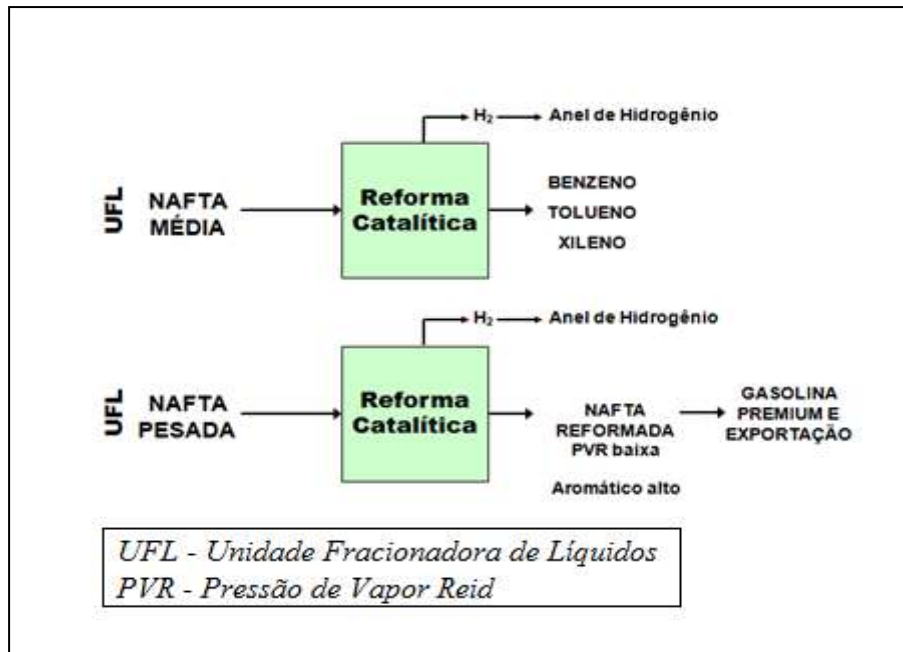 H₂ Anel de Hidrogênio
UFL
NAFTA
MÉDIA
Reforma
Catalítica
BENZENO
TOLUENO
XILENO
H₂ Anel de Hidrogênio
UFL
NAFTA
PESADA
Reforma
Catalítica
NAFTA
REFORMADA
PVR baixa
Aromático alto
GASOLINA
PREMIUM E
EXPORTAÇÃO
UFL - Unidade Fracionadora de Líquidos
PVR - Pressão de Vapor Reid